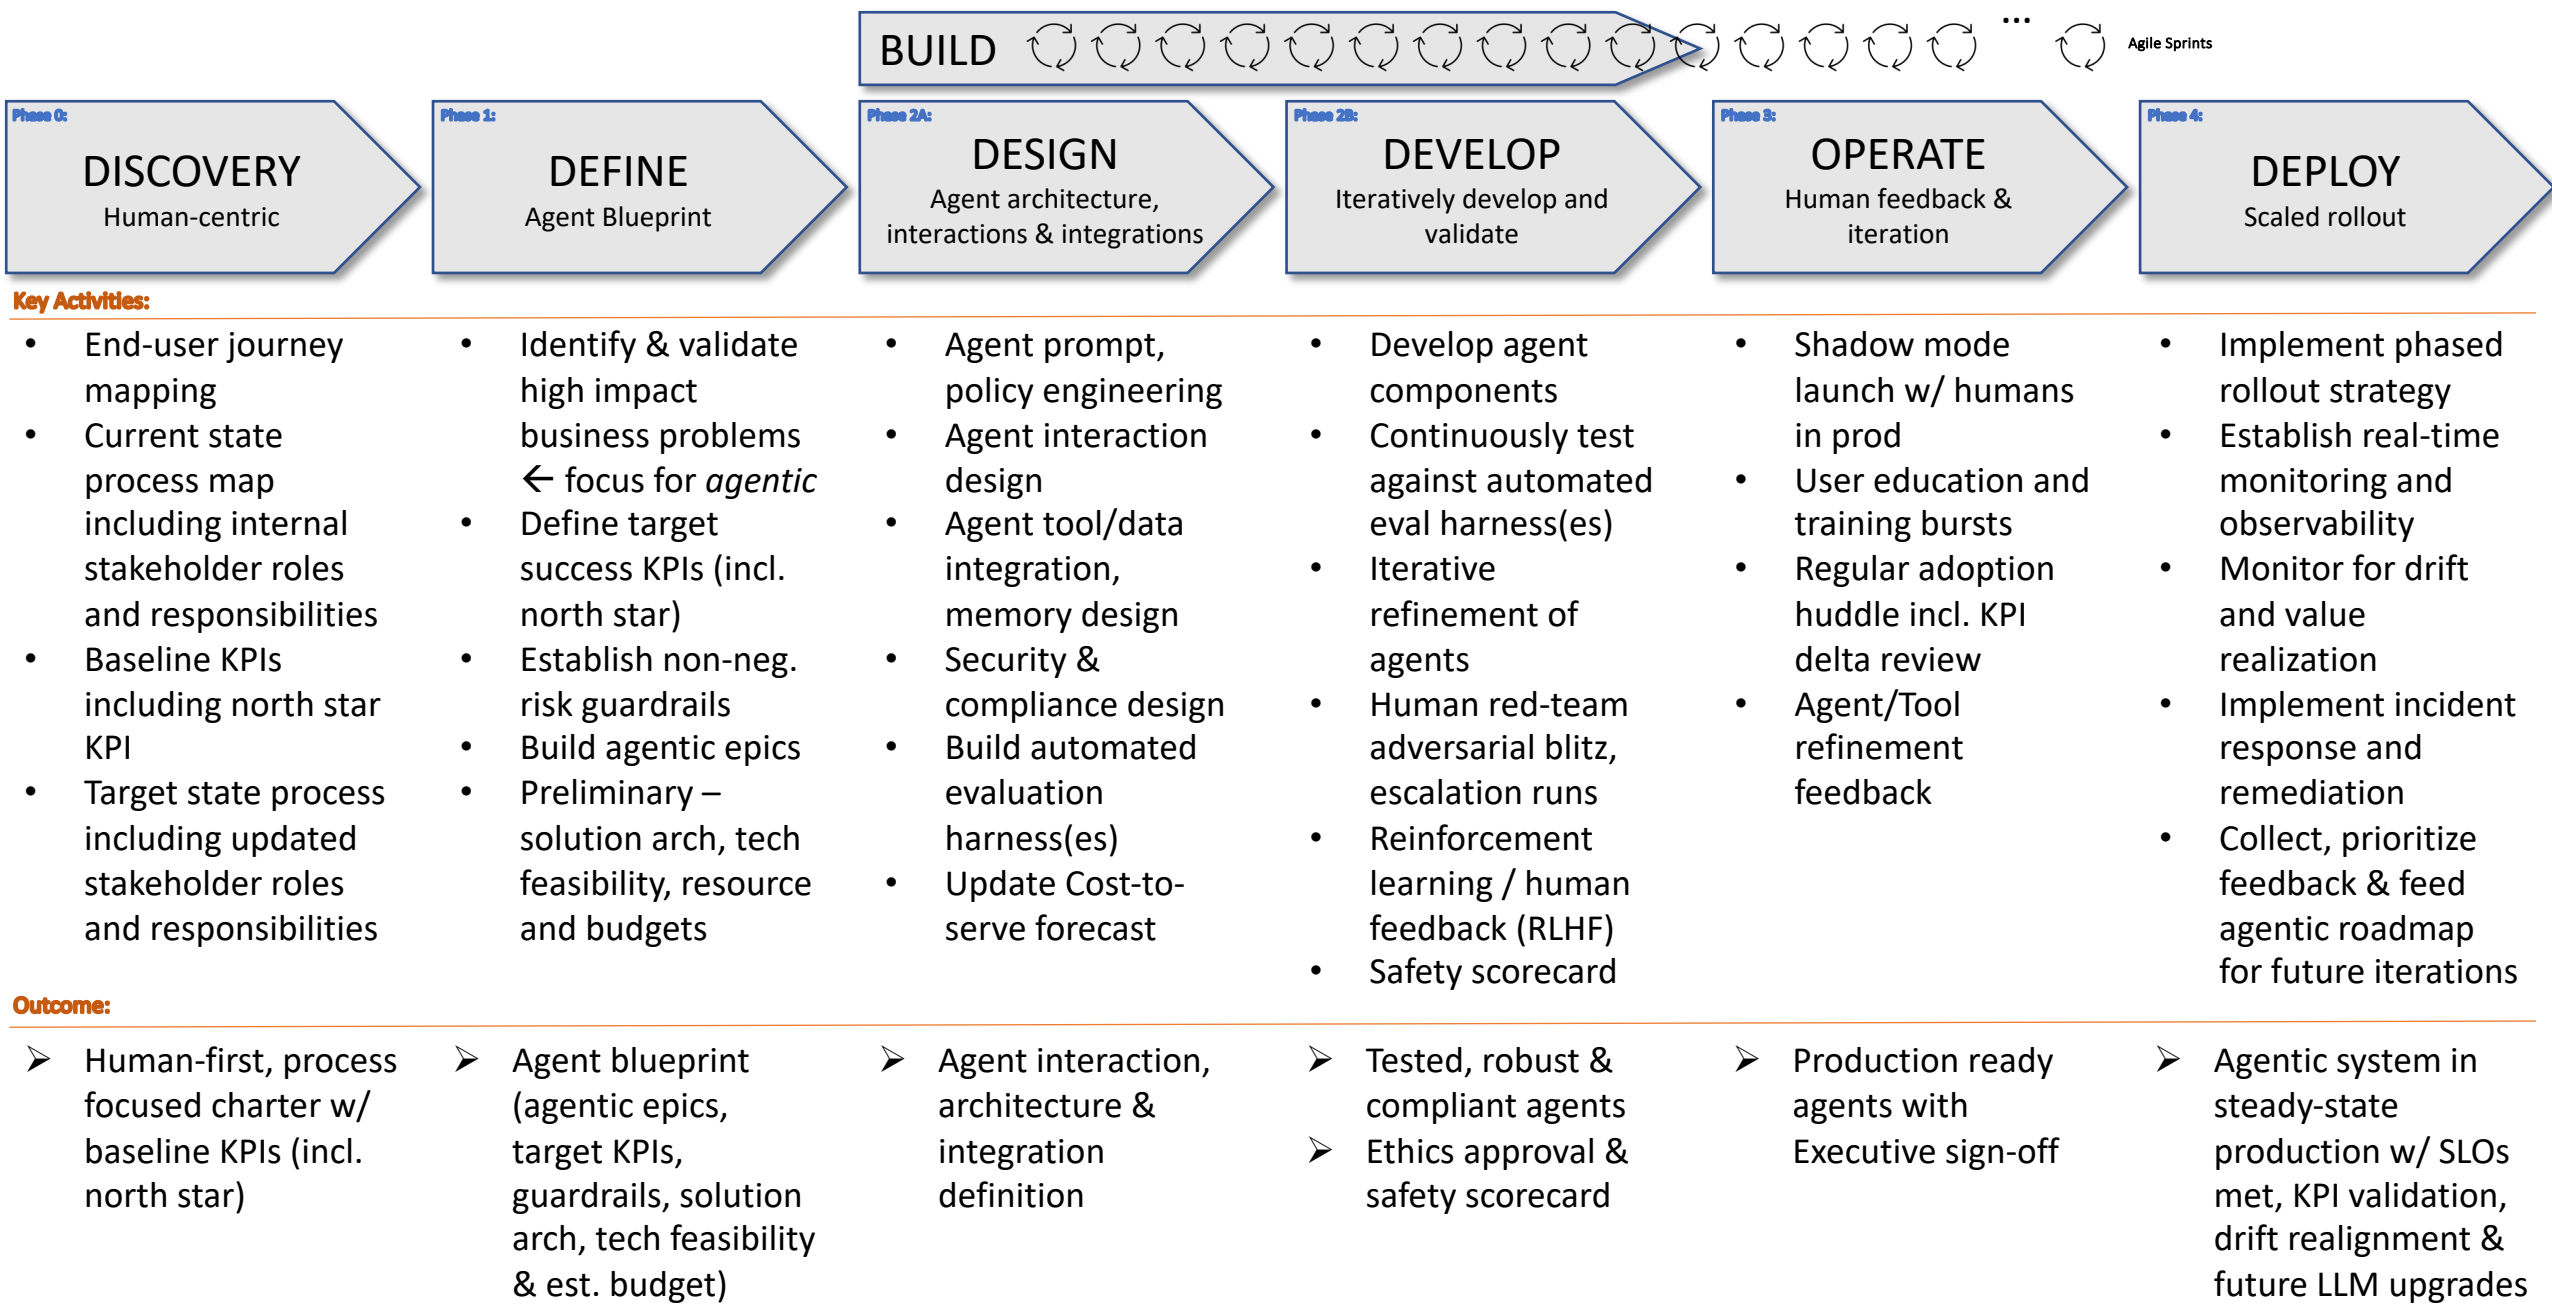 BUILD
...
Agile Sprints
Phase 0:
DISCOVERY
Human-centric
Phase 1:
DEFINE
Agent Blueprint
Phase 2A:
DESIGN
Agent architecture,
interactions & integrations
Phase 2B:
DEVELOP
Iteratively develop and
validate
Phase 3:
OPERATE
Human feedback &
iteration
Phase 4:
DEPLOY
Scaled rollout
Key Activities:
• End-user journey
mapping
• Current state
process map
including internal
stakeholder roles
and responsibilities
• Baseline KPIs
including north star
KPI
• Target state process
including updated
stakeholder roles
and responsibilities
• Identify & validate
high impact
business problems
← focus for agentic
• Define target
success KPIs (incl.
north star)
• Establish non-neg.
risk guardrails
• Build agentic epics
• Preliminary –
solution arch, tech
feasibility, resource
and budgets
• Agent prompt,
policy engineering
• Agent interaction
design
• Agent tool/data
integration,
memory design
• Security &
compliance design
• Build automated
evaluation
harness(es)
• Update Cost-to-
serve forecast
• Develop agent
components
• Continuously test
against automated
eval harness(es)
• Iterative
refinement of
agents
• Human red-team
adversarial blitz,
escalation runs
• Reinforcement
learning / human
feedback (RLHF)
• Safety scorecard
• Shadow mode
launch w/ humans
in prod
• User education and
training bursts
• Regular adoption
huddle incl. KPI
delta review
• Agent/Tool
refinement
feedback
• Implement phased
rollout strategy
• Establish real-time
monitoring and
observability
• Monitor for drift
and value
realization
• Implement incident
response and
remediation
• Collect, prioritize
feedback & feed
agentic roadmap
for future iterations
Outcome:
➢ Human-first, process
focused charter w/
baseline KPIs (incl.
north star)
➢ Agent blueprint
(agentic epics,
target KPIs,
guardrails, solution
arch, tech feasibility
& est. budget)
➢ Agent interaction,
architecture &
integration
definition
➢ Tested, robust &
compliant agents
➢ Ethics approval &
safety scorecard
➢ Production ready
agents with
Executive sign-off
➢ Agentic system in
steady-state
production w/ SLOs
met, KPI validation,
drift realignment &
future LLM upgrades